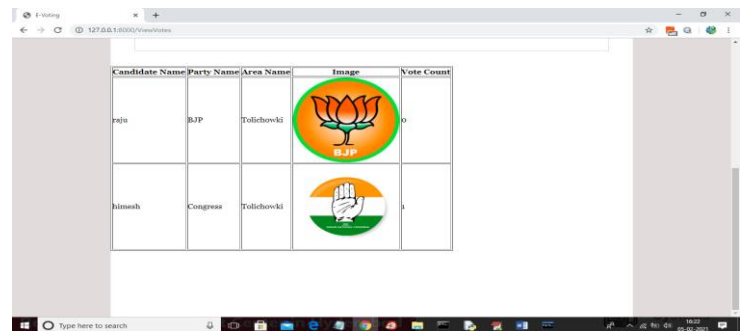 E-Voting
127.0.0.1:8000/ViewVotes
Candidate Name Party Name Area Name Image Vote Count
raju BJP Tolichowki BJP 0
himesh Congress Tolichowki 1
Type here to search
16:22
05-02-2021